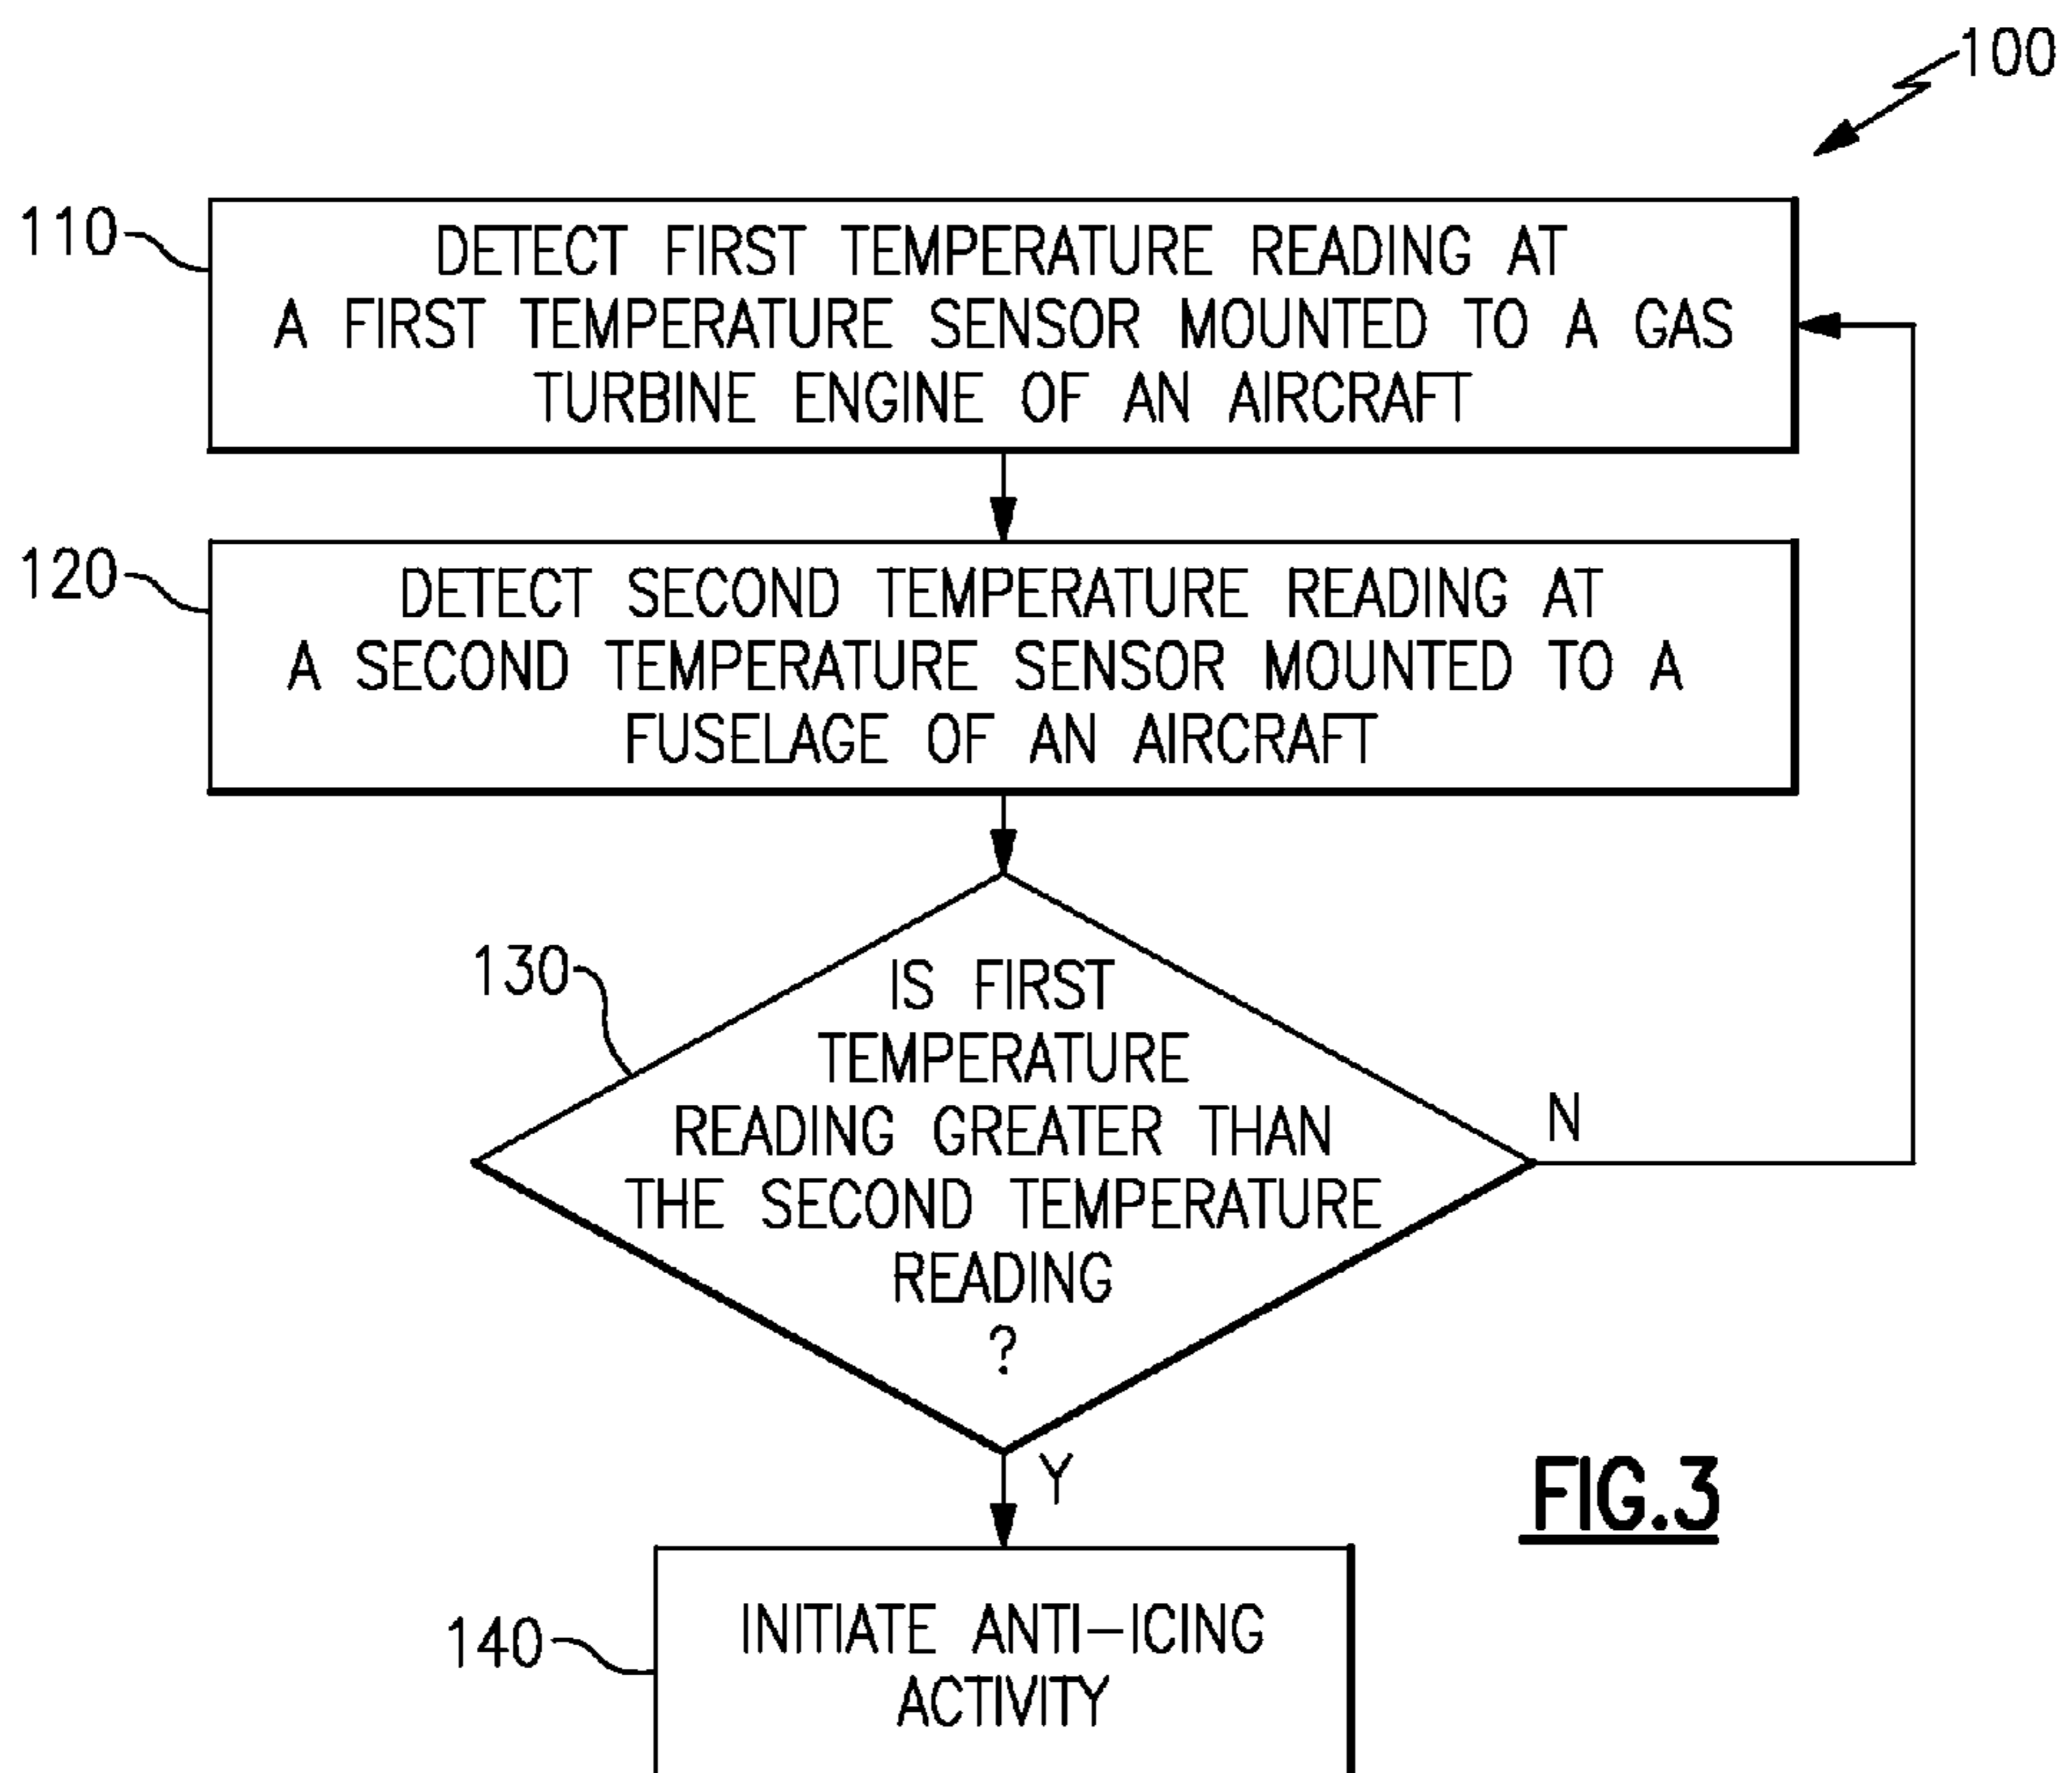 100
110
DETECT FIRST TEMPERATURE READING AT
A FIRST TEMPERATURE SENSOR MOUNTED TO A GAS
TURBINE ENGINE OF AN AIRCRAFT
120
DETECT SECOND TEMPERATURE READING AT
A SECOND TEMPERATURE SENSOR MOUNTED TO A
FUSELAGE OF AN AIRCRAFT
130
IS FIRST
TEMPERATURE
READING GREATER THAN
THE SECOND TEMPERATURE
READING
?
N
Y
FIG.3
140
INITIATE ANTI-ICING
ACTIVITY